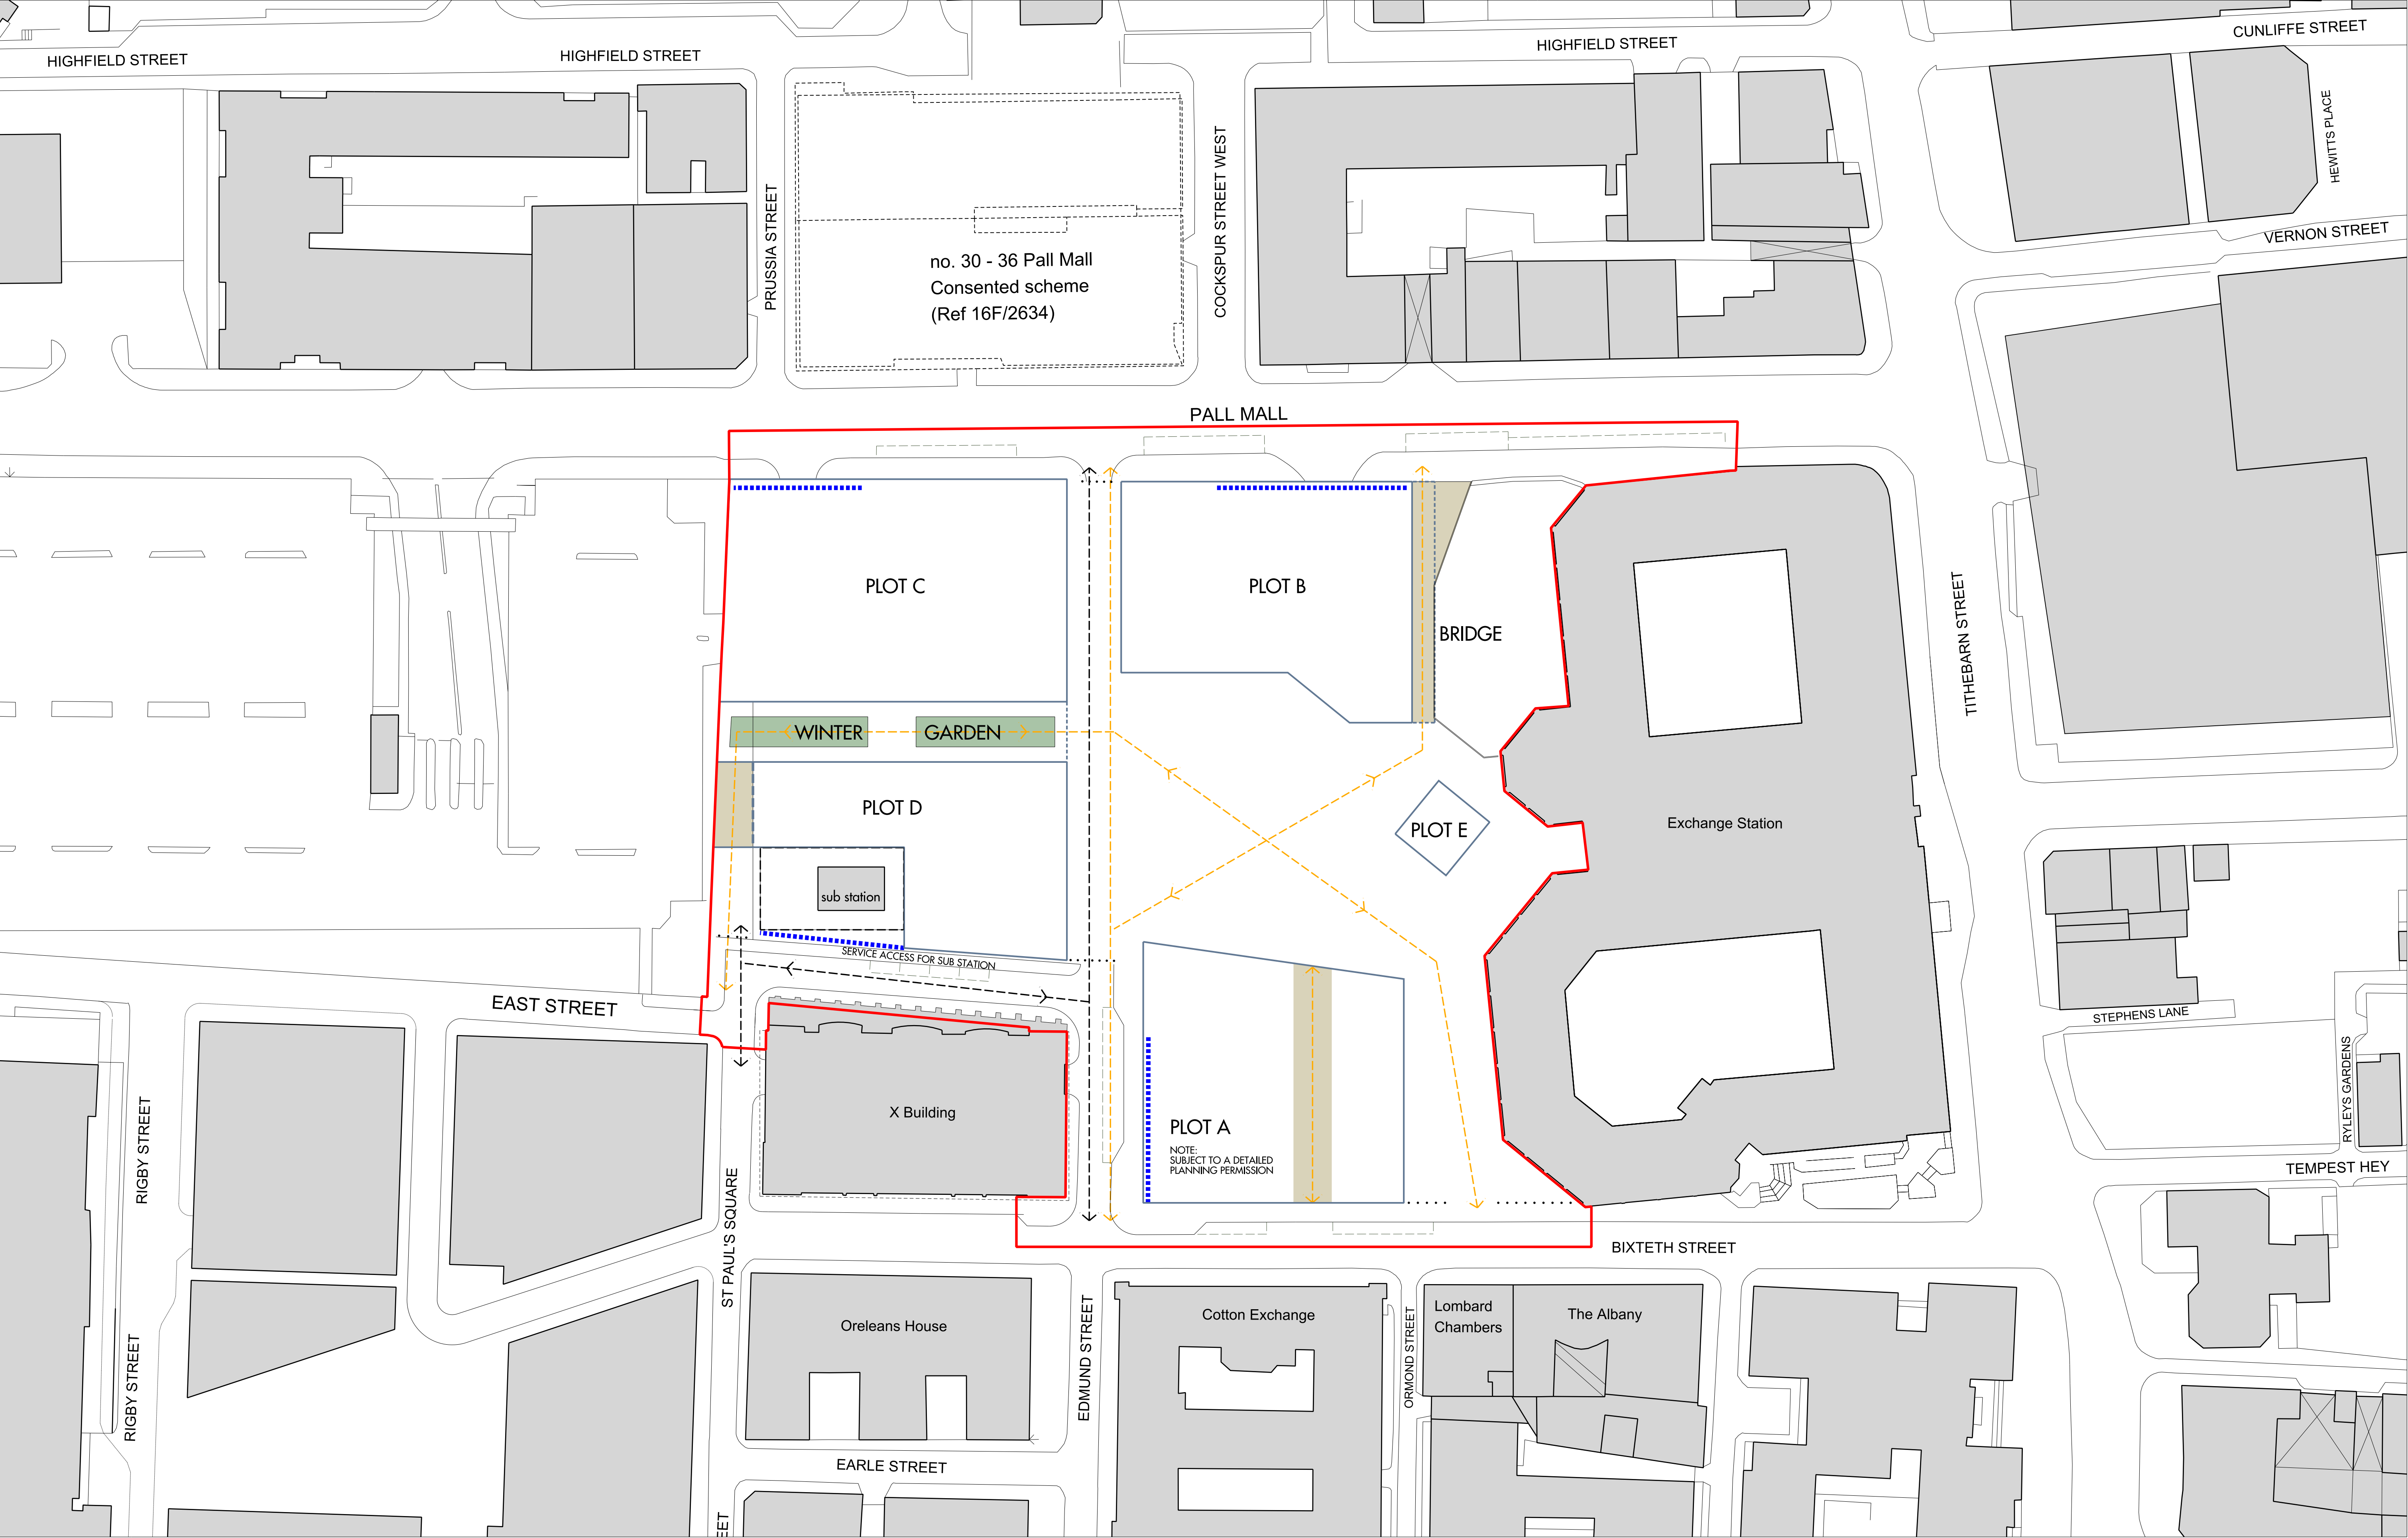 HIGHFIELD STREET
HIGHFIELD STREET
HIGHFIELD STREET
CUNLIFFE STREET
HEWITTS PLACE
PRUSSIA STREET
COCKSPUR STREET WEST
VERNON STREET
no. 30 - 36 Pall Mall
Consented scheme
(Ref 16F/2634)
PALL MALL
PLOT C
PLOT B
BRIDGE
TITHEBARN STREET
WINTER
GARDEN
PLOT D
PLOT E
Exchange Station
sub station
SERVICE ACCESS FOR SUB STATION
EAST STREET
STEPHENS LANE
RYLEYS GARDENS
X Building
PLOT A
NOTE:
SUBJECT TO A DETAILED
PLANNING PERMISSION
RIGBY STREET
ST PAUL'S SQUARE
TEMPEST HEY
BIXTETH STREET
RIGBY STREET
Oreleans House
EDMUND STREET
Cotton Exchange
ORMOND STREET
Lombard
Chambers
The Albany
EARLE STREET
EET